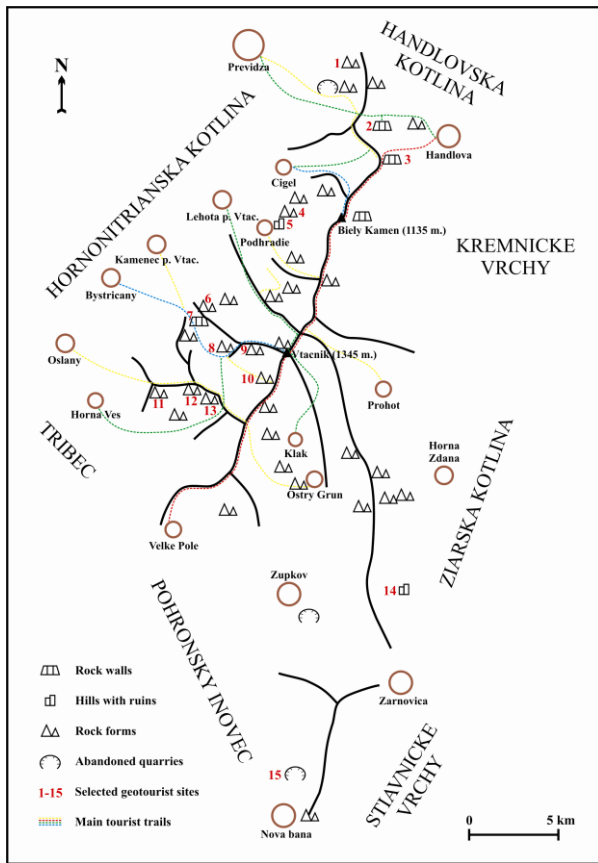 HANDLOVSKA
KOTLINA
1
Previdza
N
2
Handlova
3
HORNONITRIANSKA KOTLINA
Cigel
Lehota p. Vtac.
4
5
Podhradie
Biely Kamen (1135 m.)
KREMNICKE
VRCHY
Kamenec p. Vtac.
Bystricany
6
7
8
9
Vtacnik (1345 m.)
Oslany
10
Prohot
11
12
13
Horna Ves
TRIBEC
Klak
Horna
Zdana
Ostry Grun
ZIARSKA KOTLINA
Velke Pole
Zupkov
14
POHRONSKY INOVEC
Rock walls
Hills with ruins
Rock forms
Abandoned quarries
1-15 Selected geotourist sites
Main tourist trails
Zarnovica
STIAVNICKE
VRCHY
15
Nova bana
0 5 km